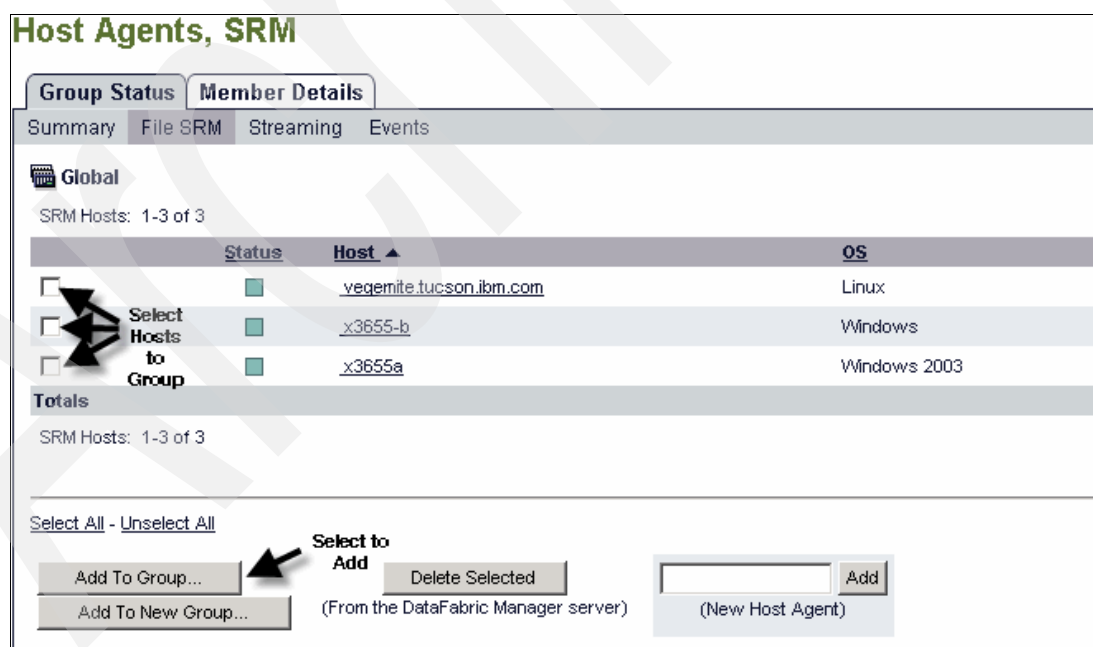 Host Agents, SRM
Group Status Member Details
Summary File SRM Streaming Events
Global
SRM Hosts: 1-3 of 3
Status Host OS
vegemite.tucson.ibm.com Linux
x3655-b Windows
x3655a Windows 2003
Select
Hosts
to
Group
Totals
SRM Hosts: 1-3 of 3
Select All - Unselect All
Select to
Add
Add To Group... Delete Selected Add
Add To New Group... (From the DataFabric Manager server) (New Host Agent)